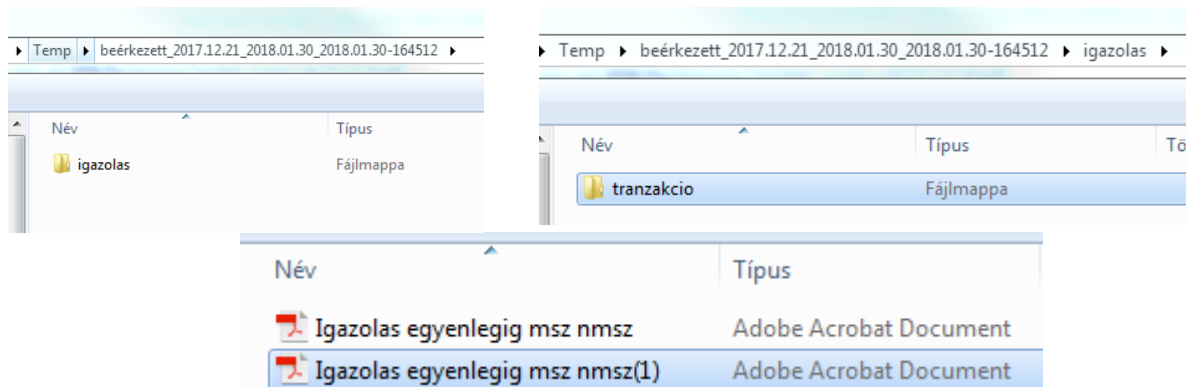 Temp beérkezett_2017.12.21_2018.01.30_2018.01.30-164512
Név Típus
igazolas Fájlmappa
Temp beérkezett_2017.12.21_2018.01.30_2018.01.30-164512 igazolas
Név Típus Tö
tranzakcio Fájlmappa
Név Típus
Igazolas egyenlegig msz nmsz Adobe Acrobat Document
Igazolas egyenlegig msz nmsz(1) Adobe Acrobat Document